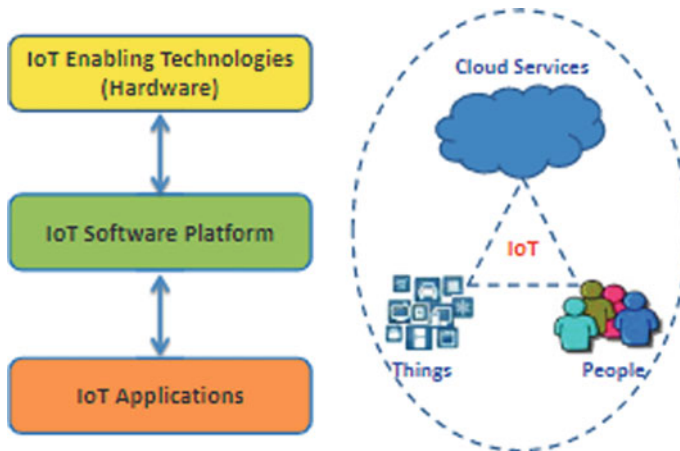 IoT Enabling Technologies
(Hardware)
IoT Software Platform
IoT Applications
Cloud Services
IoT
Things
People